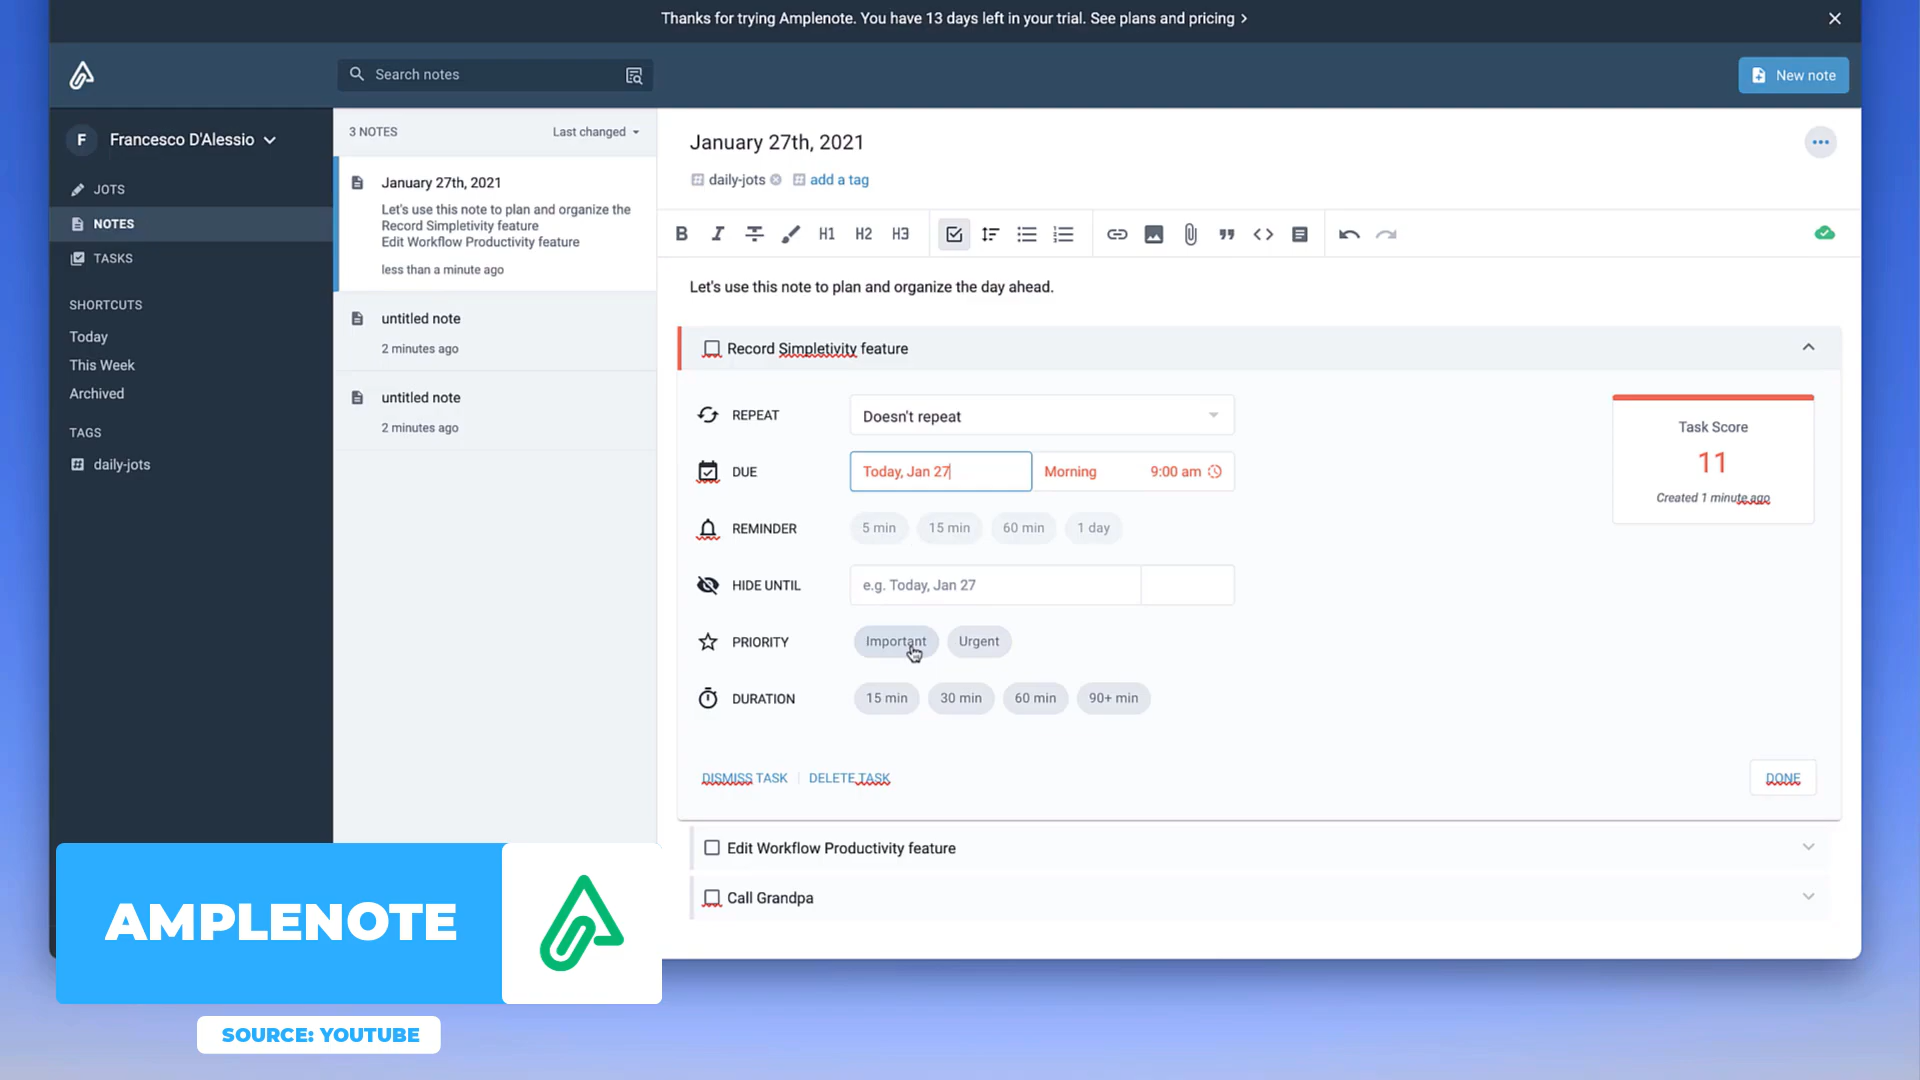 Thanks for trying Amplenote. You have 13 days left in your trial. See plans and pricing
Search notes
New note
F Francesco D'Alessio
JOTS
NOTES
TASKS
SHORTCUTS
Today
This Week
Archived
TAGS
daily-jots
3 NOTES Last changed
January 27th, 2021
Let's use this note to plan and organize the
Record Simpletivity feature
Edit Workflow Productivity feature
less than a minute ago
untitled note
2 minutes ago
untitled note
2 minutes ago
January 27th, 2021
daily-jots add a tag
B I H1 H2 H3
Let's use this note to plan and organize the day ahead.
Record Simpletivity feature
REPEAT Doesn't repeat
DUE Today, Jan 27 Morning 9:00 am
REMINDER 5 min 15 min 60 min 1 day
HIDE UNTIL e.g. Today, Jan 27
PRIORITY Important Urgent
DURATION 15 min 30 min 60 min 90+ min
Task Score
11
Created 1 minute ago
DISMISS TASK DELETE TASK
DONE
Edit Workflow Productivity feature
Call Grandpa
AMPLENOTE
SOURCE: YOUTUBE